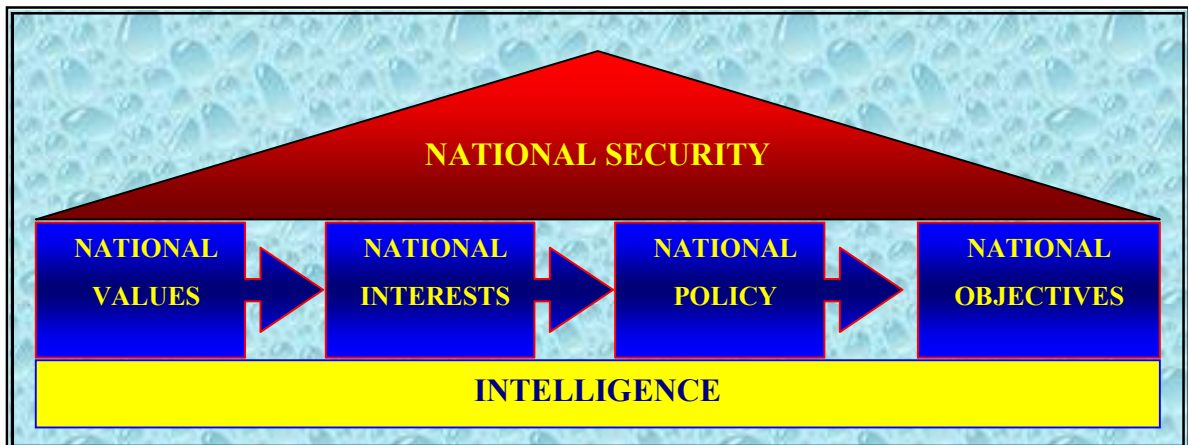 NATIONAL SECURITY
NATIONAL
VALUES
NATIONAL
INTERESTS
NATIONAL
POLICY
NATIONAL
OBJECTIVES
INTELLIGENCE